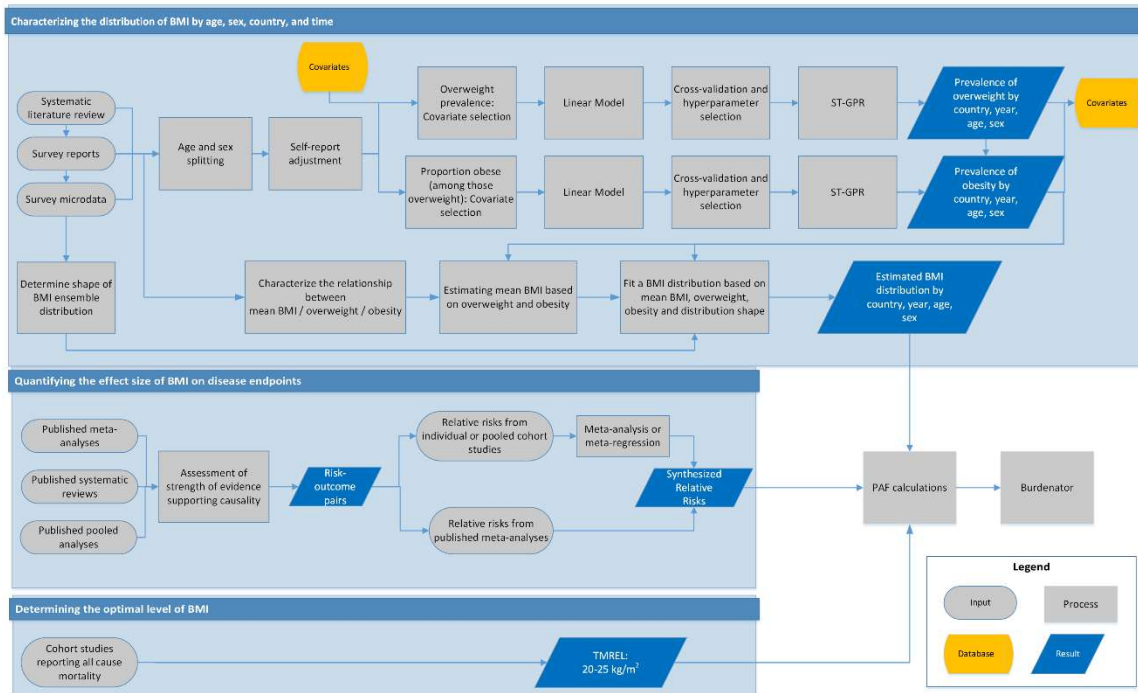 Characterizing the distribution of BMI by age, sex, country, and time
Covariates
Systematic
literature review
Survey reports
Survey microdata
Age and sex
splitting
Self-report
adjustment
Overweight
prevalence:
Covariate selection
Linear Model
Cross-validation and
hyperparameter
selection
ST-GPR
Prevalence of
overweight by
country, year,
age, sex
Covariates
Proportion obese
(among those
overweight): Covariate
selection
Linear Model
Cross-validation and
hyperparameter
selection
ST-GPR
Prevalence of
obesity by
country, year,
age, sex
Determine shape of
BMI ensemble
distribution
Characterize the relationship
between
mean BMI / overweight / obesity
Estimating mean BMI based
on overweight and obesity
Fit a BMI distribution based on
mean BMI, overweight,
obesity and distribution shape
Estimated BMI
distribution by
country, year, age,
sex
Quantifying the effect size of BMI on disease endpoints
Published meta-
analyses
Published systematic
reviews
Published pooled
analyses
Assessment of
strength of evidence
supporting causality
Risk-
outcome
pairs
Relative risks from
individual or pooled cohort
studies
Meta-analysis or
meta-regression
Relative risks from
published meta-analyses
Synthesized
Relative
Risks
PAF calculations
Burdenator
Determining the optimal level of BMI
Cohort studies
reporting all cause
mortality
TMREL:
20-25 kg/m²
Legend
Input
Process
Database
Result